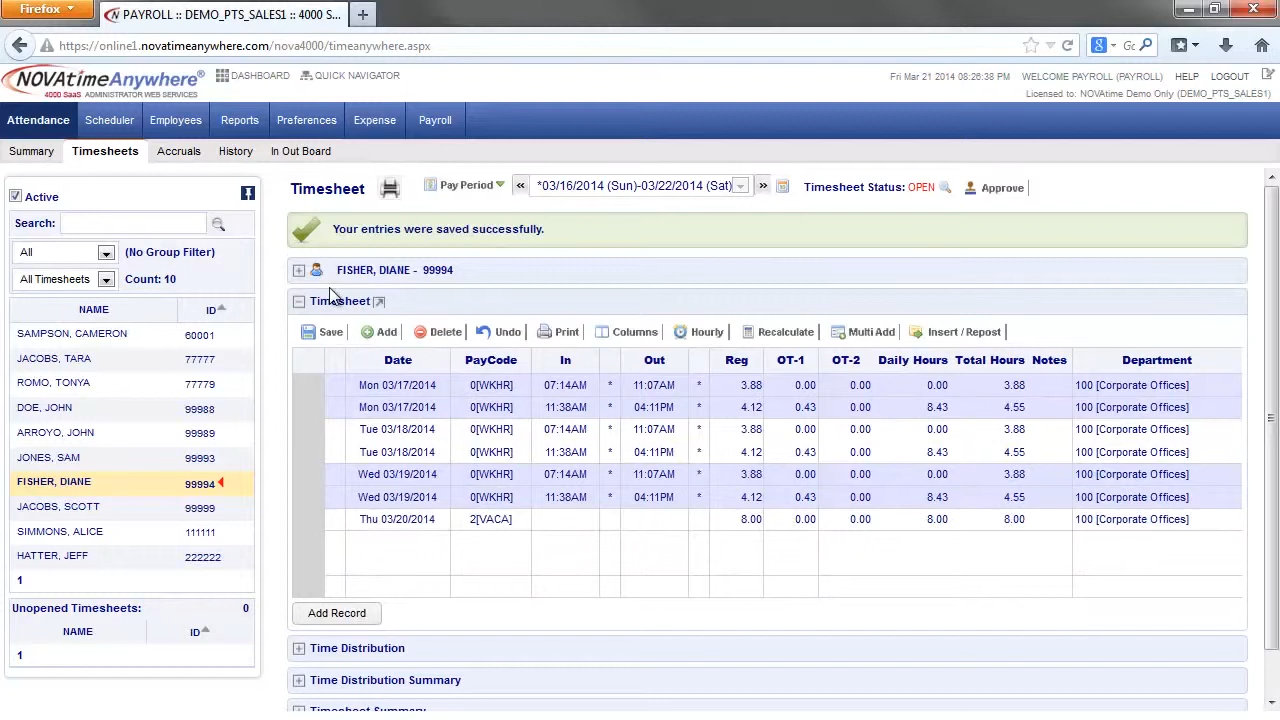 Firefox
PAYROLL :: DEMO_PTS_SALES1 :: 4000 S...
https://online1.novatimeanywhere.com/nova4000/timeanywhere.aspx
NOVAtimeAnywhere®
4000 SaaS ADMINISTRATOR WEB SERVICES
DASHBOARD QUICK NAVIGATOR
Fri Mar 21 2014 08:26:38 PM WELCOME PAYROLL (PAYROLL) HELP LOGOUT
Licensed to: NOVAtime Demo Only (DEMO_PTS_SALES1)
Attendance Scheduler Employees Reports Preferences Expense Payroll
Summary Timesheets Accruals History In Out Board
Active
Search:
All (No Group Filter)
All Timesheets Count: 10
NAME ID
SAMPSON, CAMERON 60001
JACOBS, TARA 77777
ROMO, TONYA 77779
DOE, JOHN 99988
ARROYO, JOHN 99989
JONES, SAM 99993
FISHER, DIANE 99994
JACOBS, SCOTT 99999
SIMMONS, ALICE 111111
HATTER, JEFF 222222
1
Unopened Timesheets: 0
NAME ID
1
Timesheet Pay Period « *03/16/2014 (Sun)-03/22/2014 (Sat) » Timesheet Status: OPEN Approve
Your entries were saved successfully.
FISHER, DIANE - 99994
Timesheet
Save Add Delete Undo Print Columns Hourly Recalculate Multi Add Insert / Repost
Date PayCode In Out Reg OT-1 OT-2 Daily Hours Total Hours Notes Department
Mon 03/17/2014 0[WKHR] 07:14AM * 11:07AM * 3.88 0.00 0.00 0.00 3.88 100 [Corporate Offices]
Mon 03/17/2014 0[WKHR] 11:38AM * 04:11PM * 4.12 0.43 0.00 8.43 4.55 100 [Corporate Offices]
Tue 03/18/2014 0[WKHR] 07:14AM * 11:07AM * 3.88 0.00 0.00 0.00 3.88 100 [Corporate Offices]
Tue 03/18/2014 0[WKHR] 11:38AM * 04:11PM * 4.12 0.43 0.00 8.43 4.55 100 [Corporate Offices]
Wed 03/19/2014 0[WKHR] 07:14AM * 11:07AM * 3.88 0.00 0.00 0.00 3.88 100 [Corporate Offices]
Wed 03/19/2014 0[WKHR] 11:38AM * 04:11PM * 4.12 0.43 0.00 8.43 4.55 100 [Corporate Offices]
Thu 03/20/2014 2[VACA] 8.00 0.00 0.00 8.00 8.00 100 [Corporate Offices]
Add Record
Time Distribution
Time Distribution Summary
Timesheet Summary